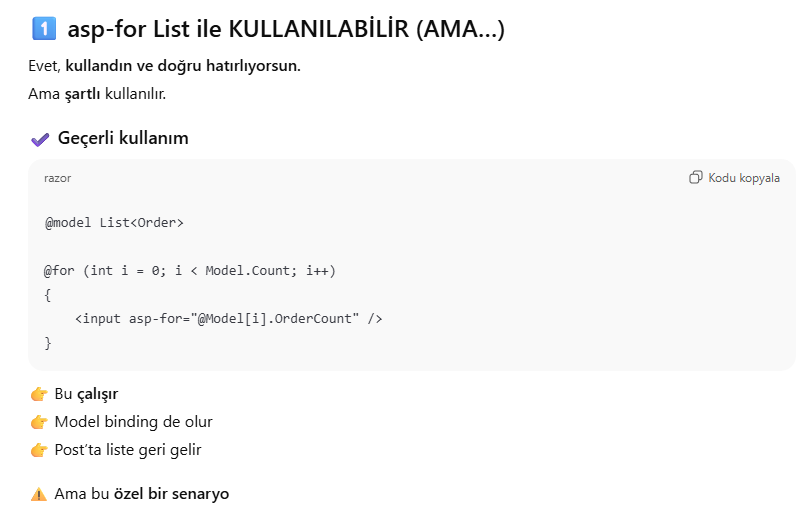 1 asp-for List ile KULLANILABİLİR (AMA...)
Evet, kullandın ve doğru hatırlıyorsun.
Ama şartlı kullanılır.
✔ Geçerli kullanım
razor
Kodu kopyala
@model List<Order>
@for (int i = 0; i < Model.Count; i++)
{
    <input asp-for="@Model[i].OrderCount" />
}
👉 Bu çalışır
👉 Model binding de olur
👉 Post'ta liste geri gelir
⚠ Ama bu özel bir senaryo